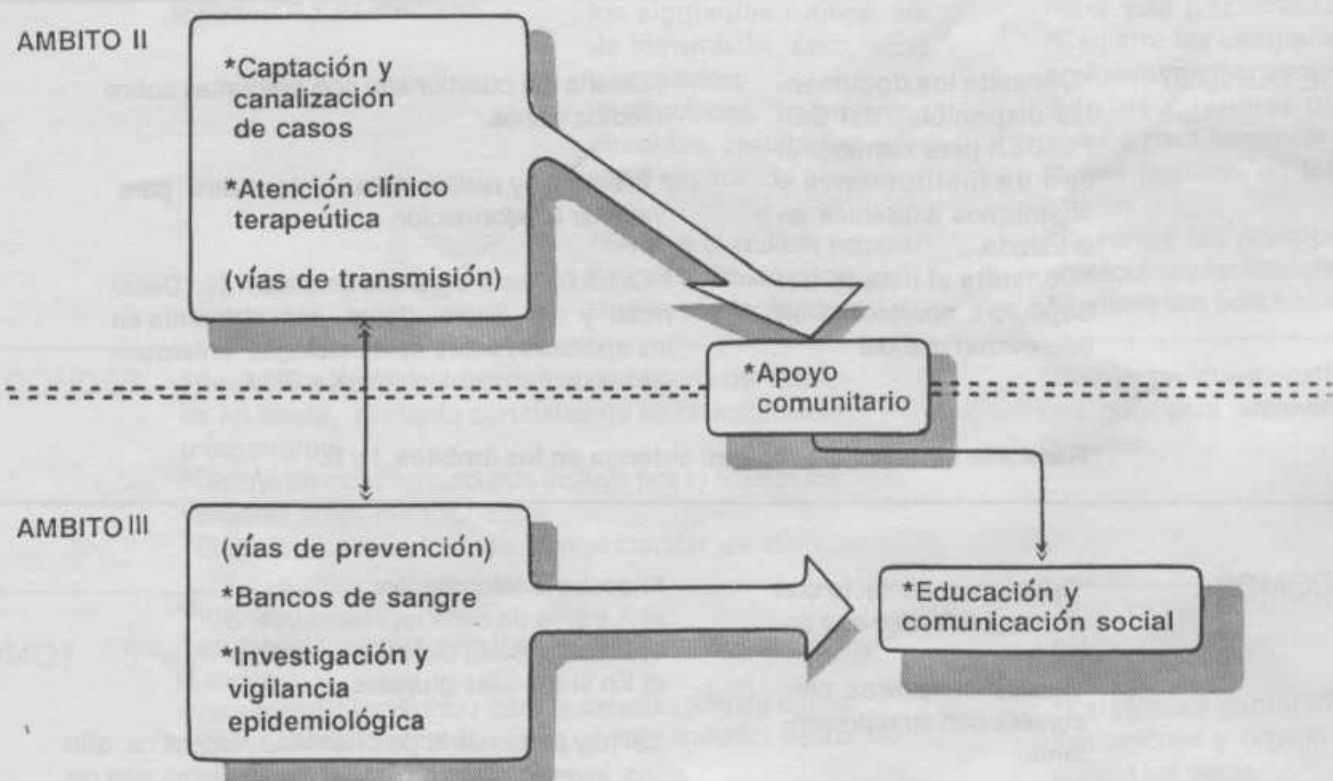 AMBITO II
*Captación y
canalización
de casos
*Atención clínico
terapeútica
(vías de transmisión)
*Apoyo
comunitario
AMBITO III
(vías de prevención)
*Bancos de sangre
*Investigación y
vigilancia
epidemiológica
*Educación y
comunicación social